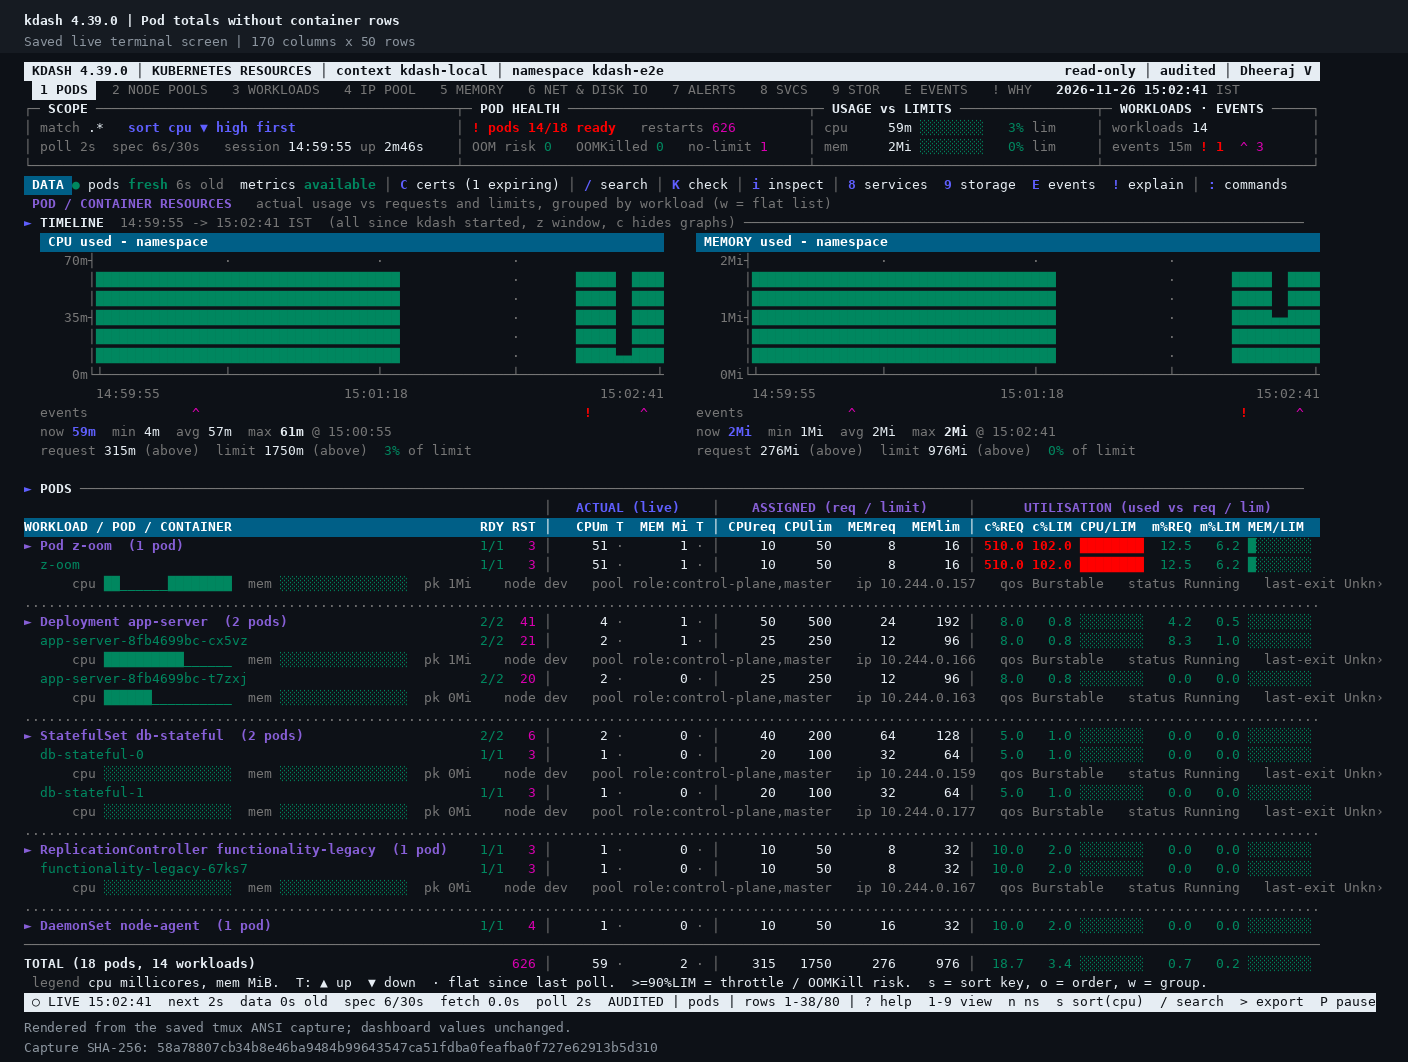 kdash 4.39.0 | Pod totals without container rows
Saved live terminal screen | 170 columns x 50 rows
KDASH 4.39.0 │ KUBERNETES RESOURCES │ context kdash-local │ namespace kdash-e2e read-only │ audited │ Dheeraj V
1 PODS 2 NODE POOLS 3 WORKLOADS 4 IP POOL 5 MEMORY 6 NET & DISK IO 7 ALERTS 8 SVCS 9 STOR E EVENTS ! WHY 2026-11-26 15:02:41 IST
SCOPE POD HEALTH USAGE vs LIMITS WORKLOADS · EVENTS
match .* sort cpu ▼ high first │ ! pods 14/18 ready restarts 626 │ cpu 59m 3% lim │ workloads 14
poll 2s spec 6s/30s session 14:59:55 up 2m46s │ OOM risk 0 OOMKilled 0 no-limit 1 │ mem 2Mi 0% lim │ events 15m ! 1 ^ 3
DATA ● pods fresh 6s old metrics available │ C certs (1 expiring) │ / search │ K check │ i inspect │ 8 services 9 storage E events ! explain │ : commands
POD / CONTAINER RESOURCES actual usage vs requests and limits, grouped by workload (w = flat list)
► TIMELINE 14:59:55 -> 15:02:41 IST (all since kdash started, z window, c hides graphs)
CPU used - namespace MEMORY used - namespace
70m 2Mi
35m 1Mi
0m 0Mi
14:59:55 15:01:18 15:02:41 14:59:55 15:01:18 15:02:41
events ^ ! ^ events ^ ! ^
now 59m min 4m avg 57m max 61m @ 15:00:55 now 2Mi min 1Mi avg 2Mi max 2Mi @ 15:02:41
request 315m (above) limit 1750m (above) 3% of limit request 276Mi (above) limit 976Mi (above) 0% of limit
► PODS
│ ACTUAL (live) │ ASSIGNED (req / limit) │ UTILISATION (used vs req / lim)
WORKLOAD / POD / CONTAINER RDY RST │ CPUm T MEM Mi T │ CPUreq CPUlim MEMreq MEMlim │ c%REQ c%LIM CPU/LIM m%REQ m%LIM MEM/LIM
► Pod z-oom (1 pod) 1/1 3 │ 51 · 1 · │ 10 50 8 16 │ 510.0 102.0 12.5 6.2
z-oom 1/1 3 │ 51 · 1 · │ 10 50 8 16 │ 510.0 102.0 12.5 6.2
cpu mem pk 1Mi node dev pool role:control-plane,master ip 10.244.0.157 qos Burstable status Running last-exit Unkn›
► Deployment app-server (2 pods) 2/2 41 │ 4 · 1 · │ 50 500 24 192 │ 8.0 0.8 4.2 0.5
app-server-8fb4699bc-cx5vz 2/2 21 │ 2 · 1 · │ 25 250 12 96 │ 8.0 0.8 8.3 1.0
cpu mem pk 1Mi node dev pool role:control-plane,master ip 10.244.0.166 qos Burstable status Running last-exit Unkn›
app-server-8fb4699bc-t7zxj 2/2 20 │ 2 · 0 · │ 25 250 12 96 │ 8.0 0.8 0.0 0.0
cpu mem pk 0Mi node dev pool role:control-plane,master ip 10.244.0.163 qos Burstable status Running last-exit Unkn›
► StatefulSet db-stateful (2 pods) 2/2 6 │ 2 · 0 · │ 40 200 64 128 │ 5.0 1.0 0.0 0.0
db-stateful-0 1/1 3 │ 1 · 0 · │ 20 100 32 64 │ 5.0 1.0 0.0 0.0
cpu mem pk 0Mi node dev pool role:control-plane,master ip 10.244.0.159 qos Burstable status Running last-exit Unkn›
db-stateful-1 1/1 3 │ 1 · 0 · │ 20 100 32 64 │ 5.0 1.0 0.0 0.0
cpu mem pk 0Mi node dev pool role:control-plane,master ip 10.244.0.177 qos Burstable status Running last-exit Unkn›
► ReplicationController functionality-legacy (1 pod) 1/1 3 │ 1 · 0 · │ 10 50 8 32 │ 10.0 2.0 0.0 0.0
functionality-legacy-67ks7 1/1 3 │ 1 · 0 · │ 10 50 8 32 │ 10.0 2.0 0.0 0.0
cpu mem pk 0Mi node dev pool role:control-plane,master ip 10.244.0.167 qos Burstable status Running last-exit Unkn›
► DaemonSet node-agent (1 pod) 1/1 4 │ 1 · 0 · │ 10 50 16 32 │ 10.0 2.0 0.0 0.0
TOTAL (18 pods, 14 workloads) 626 │ 59 · 2 · │ 315 1750 276 976 │ 18.7 3.4 0.7 0.2
legend cpu millicores, mem MiB. T: ▲ up ▼ down · flat since last poll. >=90%LIM = throttle / OOMKill risk. s = sort key, o = order, w = group.
○ LIVE 15:02:41 next 2s data 0s old spec 6/30s fetch 0.0s poll 2s AUDITED | pods | rows 1-38/80 | ? help 1-9 view n ns s sort(cpu) / search > export P pause
Rendered from the saved tmux ANSI capture; dashboard values unchanged.
Capture SHA-256: 58a78807cb34b8e46ba9484b99643547ca51fdba0feafba0f727e62913b5d310